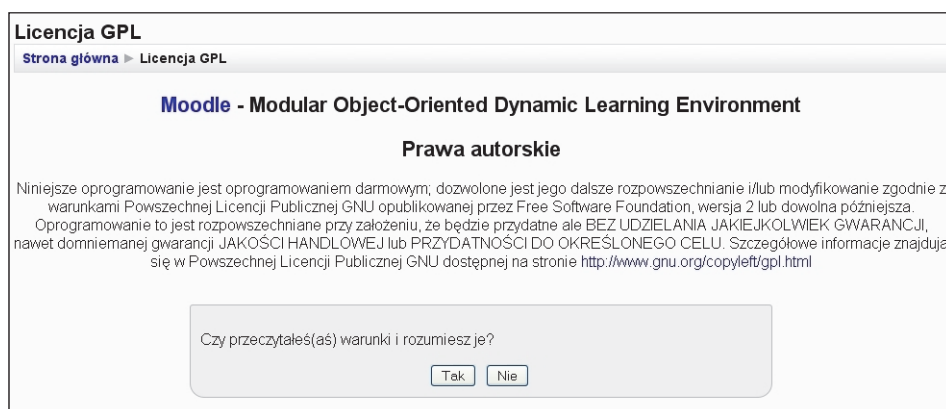 Licencja GPL
Strona główna ► Licencja GPL
Moodle - Modular Object-Oriented Dynamic Learning Environment
Prawa autorskie
Niniejsze oprogramowanie jest oprogramowaniem darmowym; dozwolone jest jego dalsze rozpowszechnianie i/lub modyfikowanie zgodnie z
warunkami Powszechnej Licencji Publicznej GNU opublikowanej przez Free Software Foundation, wersja 2 lub dowolna późniejsza.
Oprogramowanie to jest rozpowszechniane przy założeniu, że będzie przydatne ale BEZ UDZIELANIA JAKIEJKOLWIEK GWARANCJI,
nawet domniemanej gwarancji JAKOŚCI HANDLOWEJ lub PRZYDATNOŚCI DO OKREŚLONEGO CELU. Szczegółowe informacje znajdują
się w Powszechnej Licencji Publicznej GNU dostępnej na stronie http://www.gnu.org/copyleft/gpl.html
Czy przeczytałeś(aś) warunki i rozumiesz je?
Tak Nie